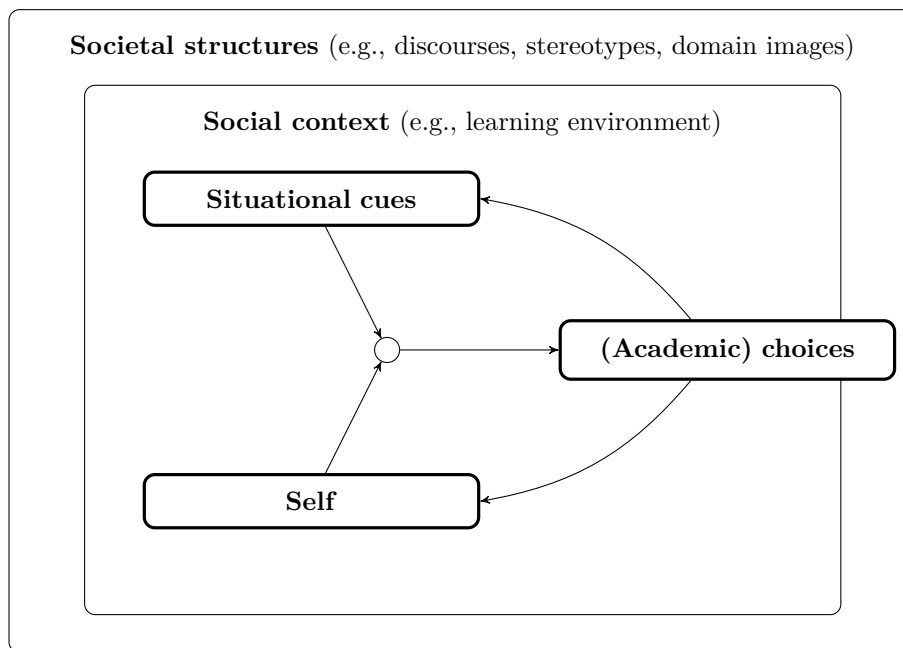 Societal structures (e.g., discourses, stereotypes, domain images)
Social context (e.g., learning environment)
Situational cues
(Academic) choices
Self